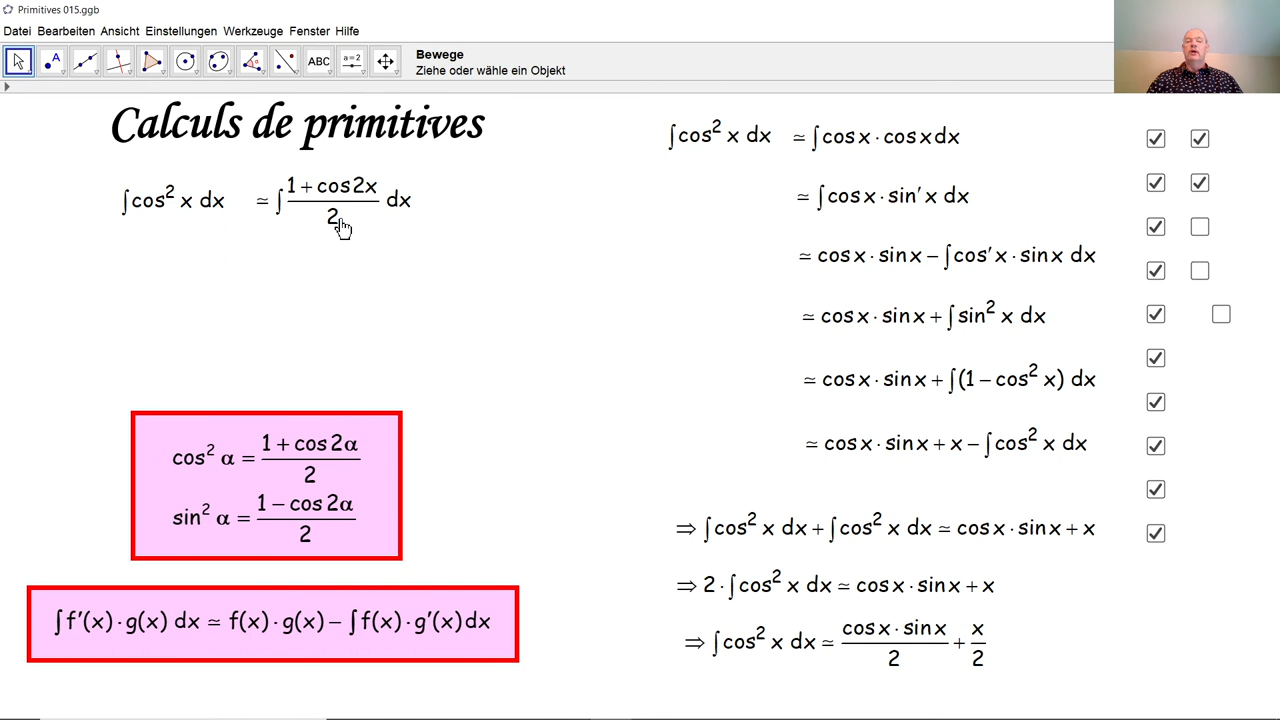 Primitives 015.ggb
Datei Bearbeiten Ansicht Einstellungen Werkzeuge Fenster Hilfe
A
ABC
a=2
Bewege
Ziehe oder wähle ein Objekt
Calculs de primitives
∫cos² x dx ≃ ∫(1 + cos 2x)/2 dx
cos² α = (1 + cos 2α)/2
sin² α = (1 − cos 2α)/2
∫f′(x)·g(x) dx ≃ f(x)·g(x) − ∫f(x)·g′(x)dx
∫cos² x dx ≃ ∫cos x · cos x dx
≃ ∫cos x · sin′ x dx
≃ cos x · sin x − ∫cos′ x · sin x dx
≃ cos x · sin x + ∫sin² x dx
≃ cos x · sin x + ∫(1 − cos² x) dx
≃ cos x · sin x + x − ∫cos² x dx
⇒ ∫cos² x dx + ∫cos² x dx ≃ cos x · sin x + x
⇒ 2 · ∫cos² x dx ≃ cos x · sin x + x
⇒ ∫cos² x dx ≃ (cos x · sin x)/2 + x/2